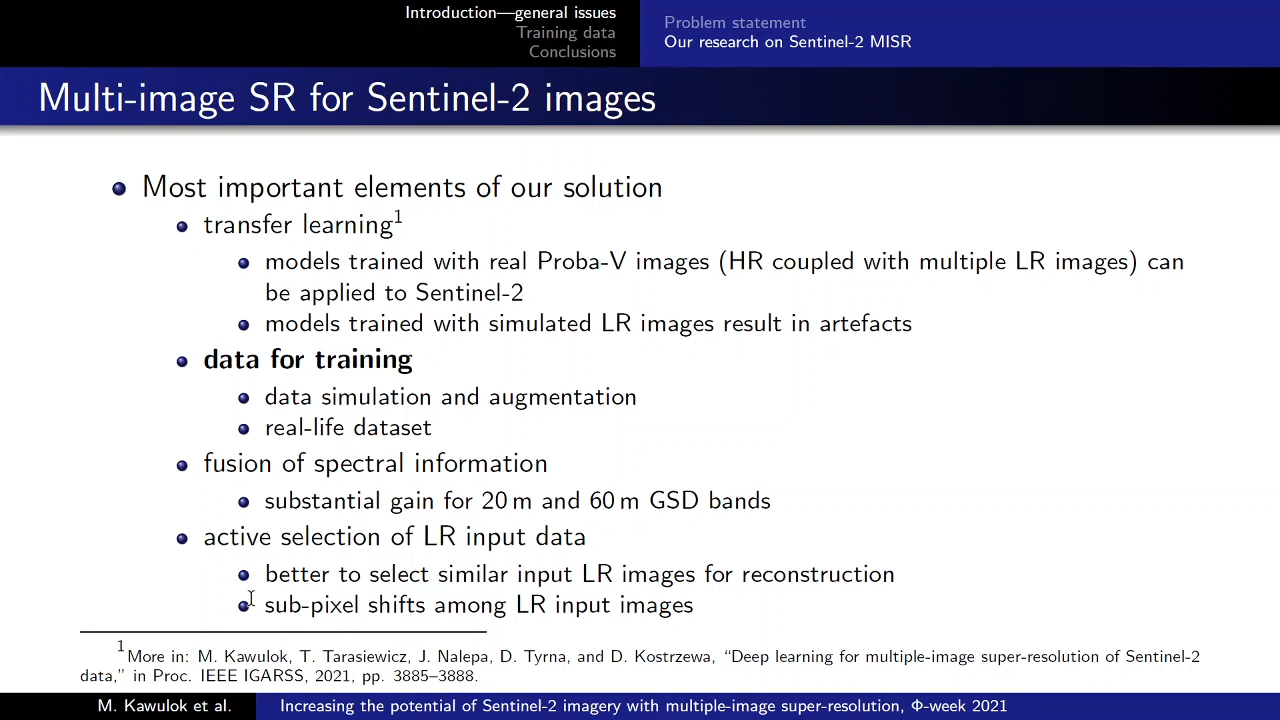 Introduction—general issues
Training data
Conclusions
Problem statement
Our research on Sentinel-2 MISR
Multi-image SR for Sentinel-2 images
Most important elements of our solution
transfer learning1
models trained with real Proba-V images (HR coupled with multiple LR images) can
be applied to Sentinel-2
models trained with simulated LR images result in artefacts
data for training
data simulation and augmentation
real-life dataset
fusion of spectral information
substantial gain for 20 m and 60 m GSD bands
active selection of LR input data
better to select similar input LR images for reconstruction
sub-pixel shifts among LR input images
1More in: M. Kawulok, T. Tarasiewicz, J. Nalepa, D. Tyrna, and D. Kostrzewa, “Deep learning for multiple-image super-resolution of Sentinel-2
data,” in Proc. IEEE IGARSS, 2021, pp. 3885–3888.
M. Kawulok et al.
Increasing the potential of Sentinel-2 imagery with multiple-image super-resolution, Φ-week 2021